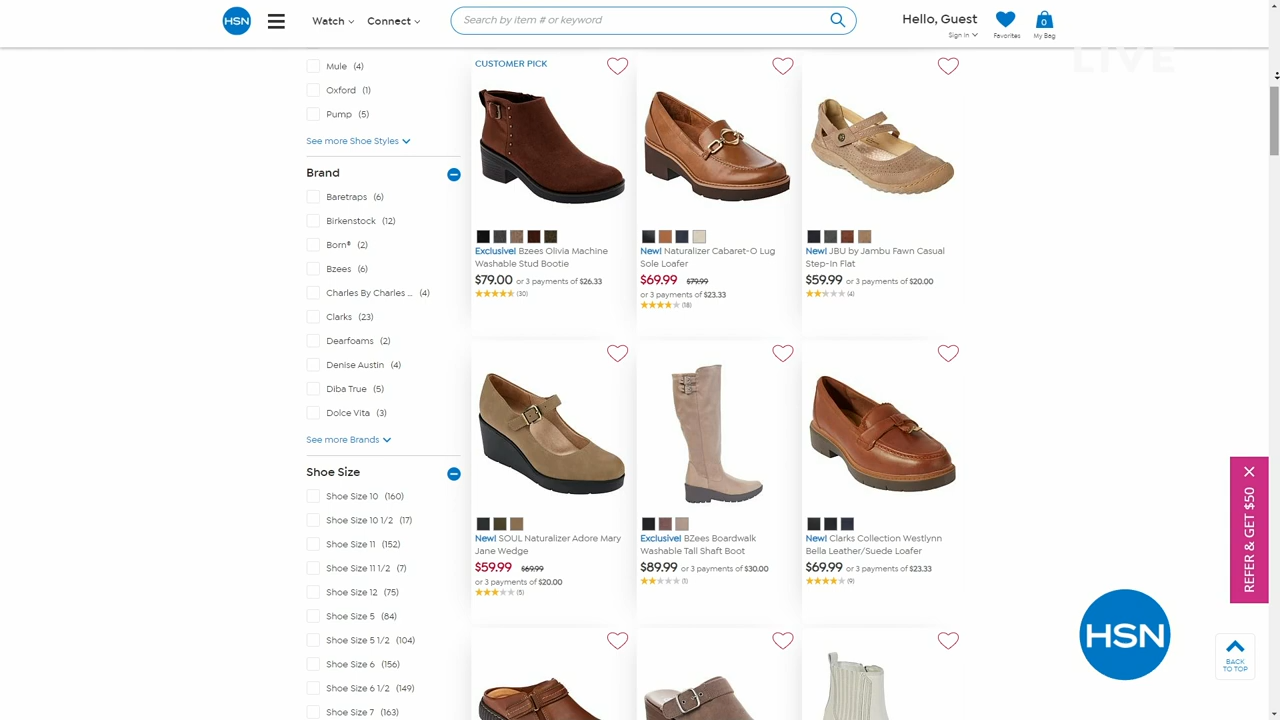 HSN
Watch
Connect
Search by item # or keyword
Hello, Guest
Sign In
Favorites
0
My Bag
LIVE
Mule (4)
Oxford (1)
Pump (5)
See more Shoe Styles
Brand
Baretraps (6)
Birkenstock (12)
Born® (2)
Bzees (6)
Charles By Charles ... (4)
Clarks (23)
Dearfoams (2)
Denise Austin (4)
Diba True (5)
Dolce Vita (3)
See more Brands
Shoe Size
Shoe Size 10 (160)
Shoe Size 10 1/2 (17)
Shoe Size 11 (152)
Shoe Size 11 1/2 (7)
Shoe Size 12 (75)
Shoe Size 5 (84)
Shoe Size 5 1/2 (104)
Shoe Size 6 (156)
Shoe Size 6 1/2 (149)
Shoe Size 7 (163)
CUSTOMER PICK
Exclusive! Bzees Olivia Machine
Washable Stud Bootie
$79.00 or 3 payments of $26.33
(30)
New! Naturalizer Cabaret-O Lug
Sole Loafer
$69.99 $79.99
or 3 payments of $23.33
(18)
New! JBU by Jambu Fawn Casual
Step-In Flat
$59.99 or 3 payments of $20.00
(4)
New! SOUL Naturalizer Adore Mary
Jane Wedge
$59.99 $69.99
or 3 payments of $20.00
(5)
Exclusive! BZees Boardwalk
Washable Tall Shaft Boot
$89.99 or 3 payments of $30.00
(1)
New! Clarks Collection Westlynn
Bella Leather/Suede Loafer
$69.99 or 3 payments of $23.33
(9)
REFER & GET $50
HSN
BACK
TO TOP